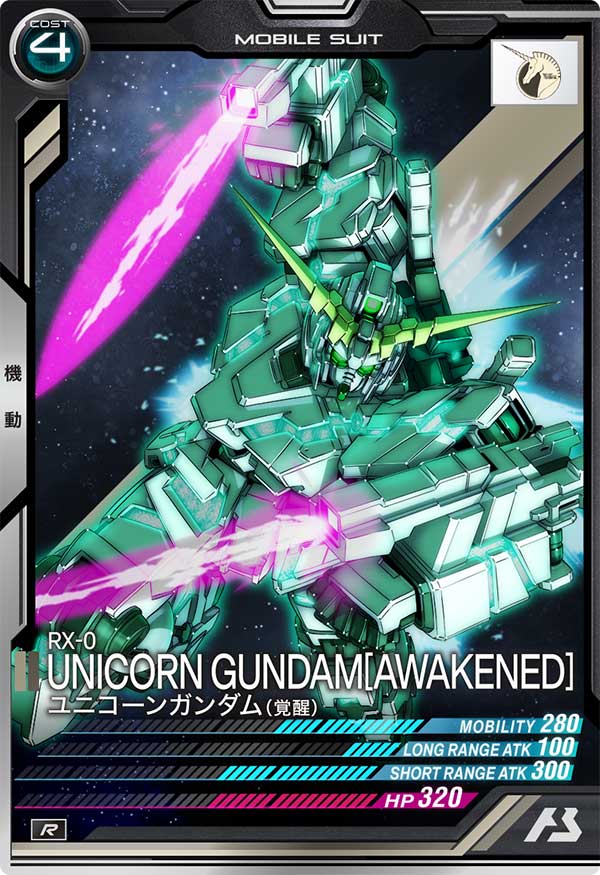 COST
4
MOBILE SUIT
機動
RX-0
UNICORN GUNDAM[AWAKENED]
ユニコーンガンダム(覚醒)
MOBILITY 280
LONG RANGE ATK 100
SHORT RANGE ATK 300
HP 320
R